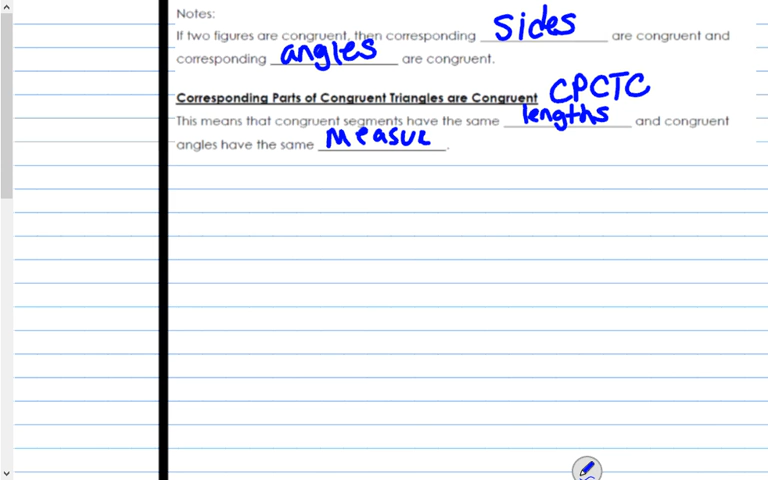 Notes:
If two figures are congruent, then corresponding sides are congruent and
corresponding angles are congruent.
Corresponding Parts of Congruent Triangles are Congruent CPCTC
This means that congruent segments have the same lengths and congruent
angles have the same measur.